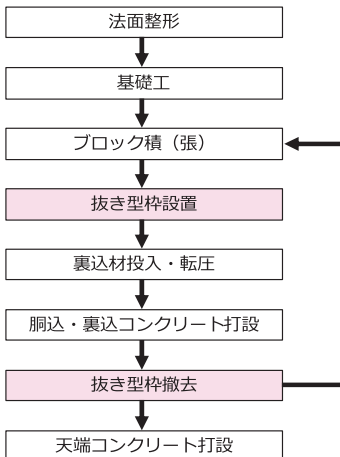 法面整形
基礎工
ブロック積（張）
抜き型枠設置
裏込材投入・転圧
胴込・裏込コンクリート打設
抜き型枠撤去
天端コンクリート打設